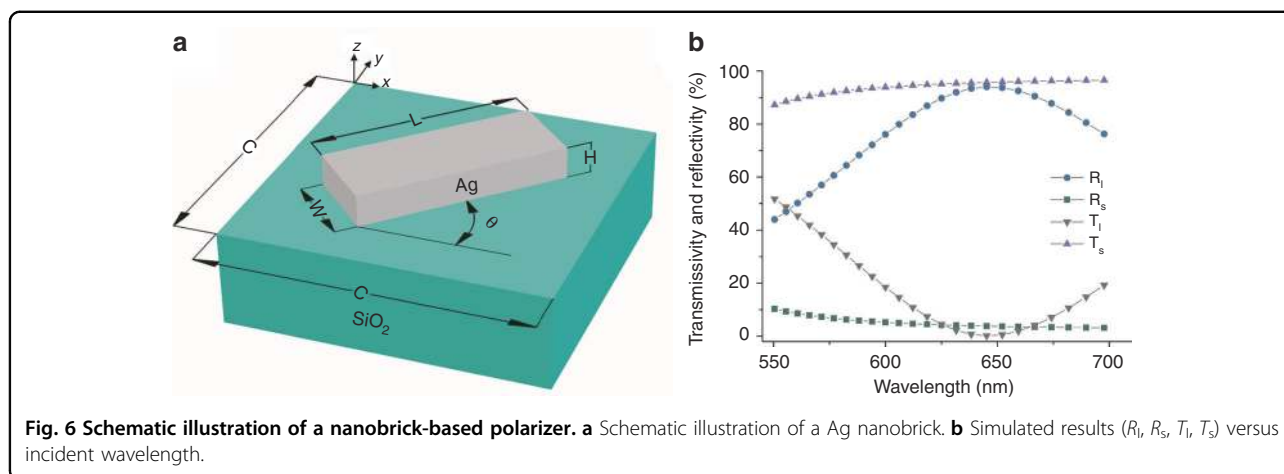 a
z
y
x
L
C
H
Ag
W
θ
C
SiO2
b
Transmissivity and reflectivity (%)
100
80
60
40
20
0
Rl
Rs
Tl
Ts
550
600
650
700
Wavelength (nm)
Fig. 6 Schematic illustration of a nanobrick-based polarizer. a Schematic illustration of a Ag nanobrick. b Simulated results (Rl, Rs, Tl, Ts) versus
incident wavelength.